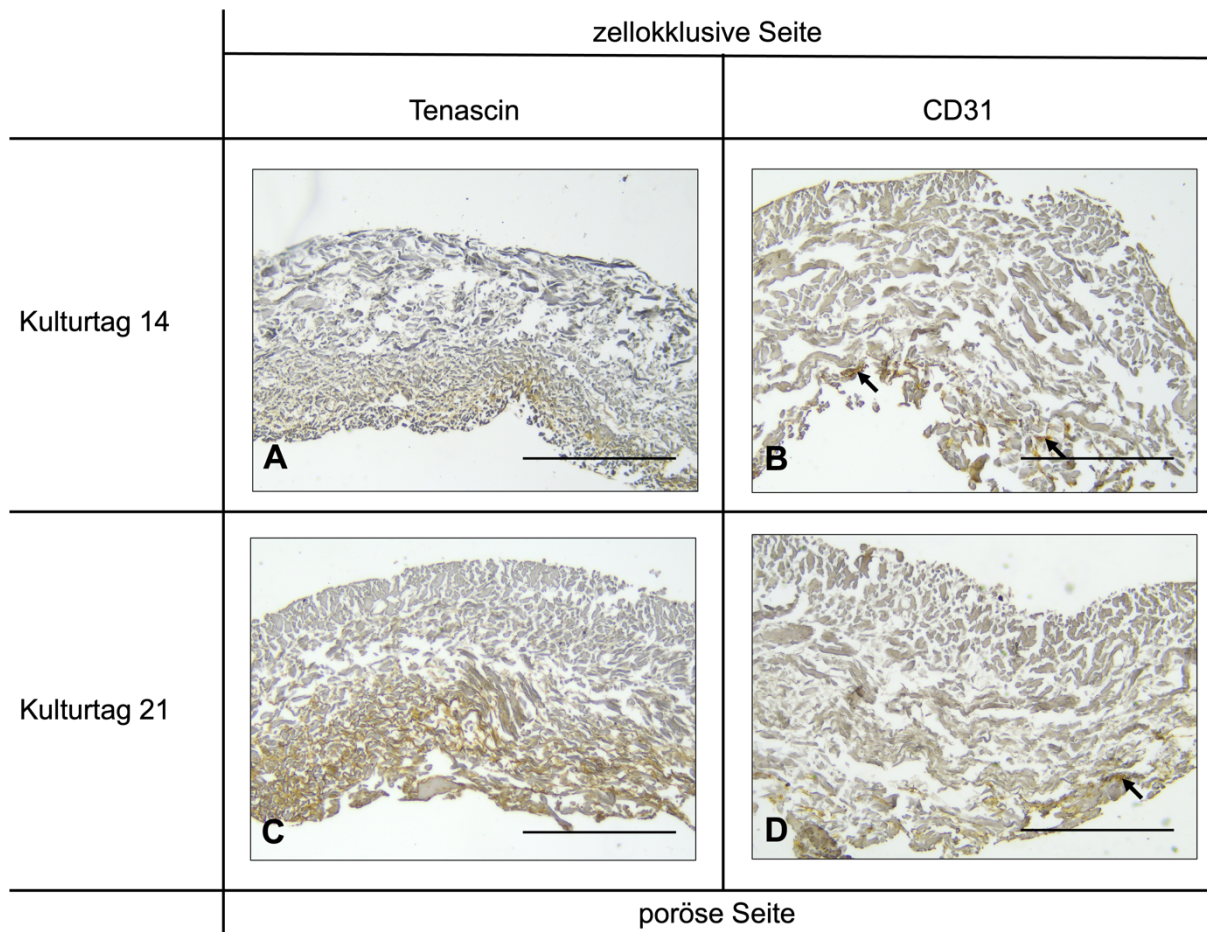 zellokklusive Seite
Tenascin
CD31
Kulturtag 14
A
B
Kulturtag 21
C
D
poröse Seite